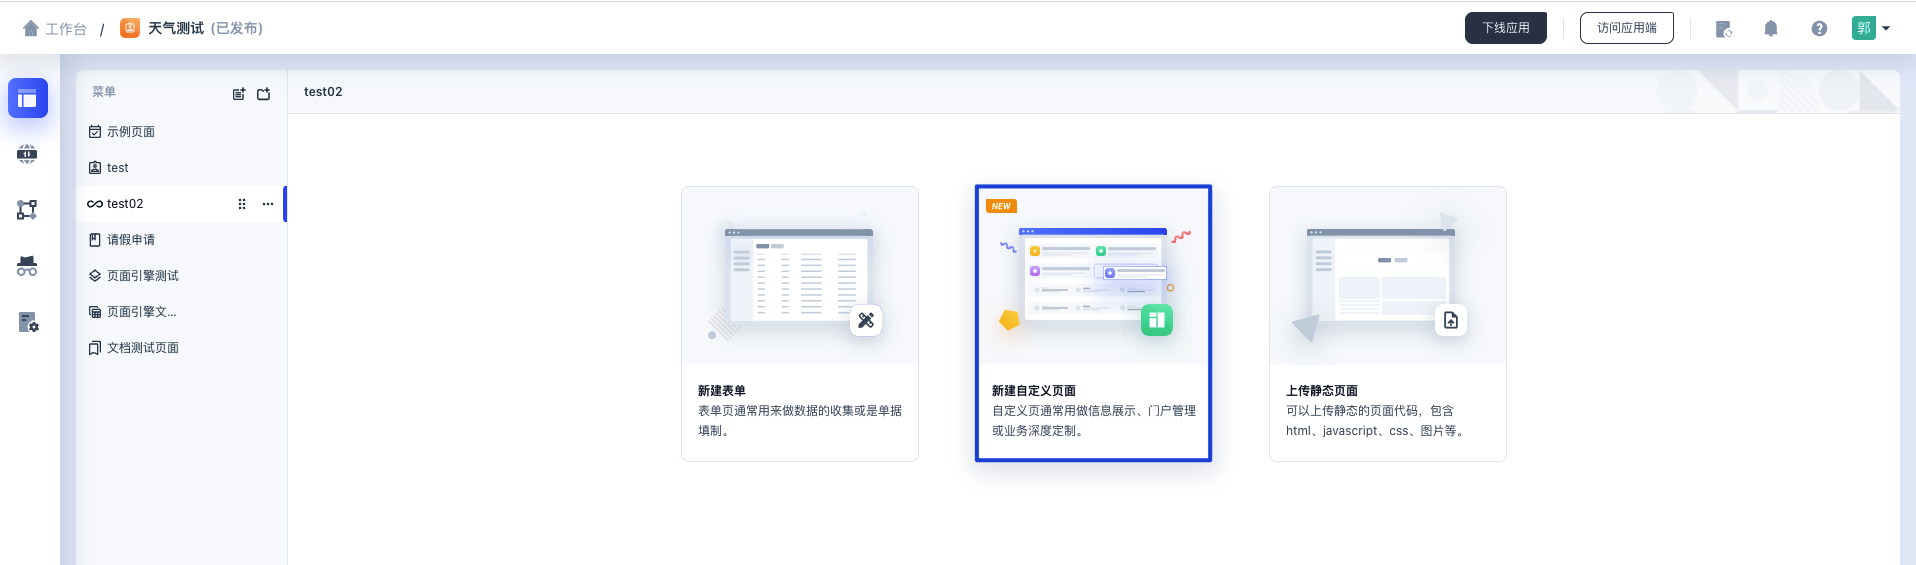 工作台 / 天气测试 (已发布)
下线应用
访问应用端
郭
菜单
test02
示例页面
test
test02
请假申请
页面引擎测试
页面引擎文...
文档测试页面
新建表单
表单页通常用来做数据的收集或是单据
填制。
NEW
新建自定义页面
自定义页通常用做信息展示、门户管理
或业务深度定制。
上传静态页面
可以上传静态的页面代码，包含
html、javascript、css、图片等。